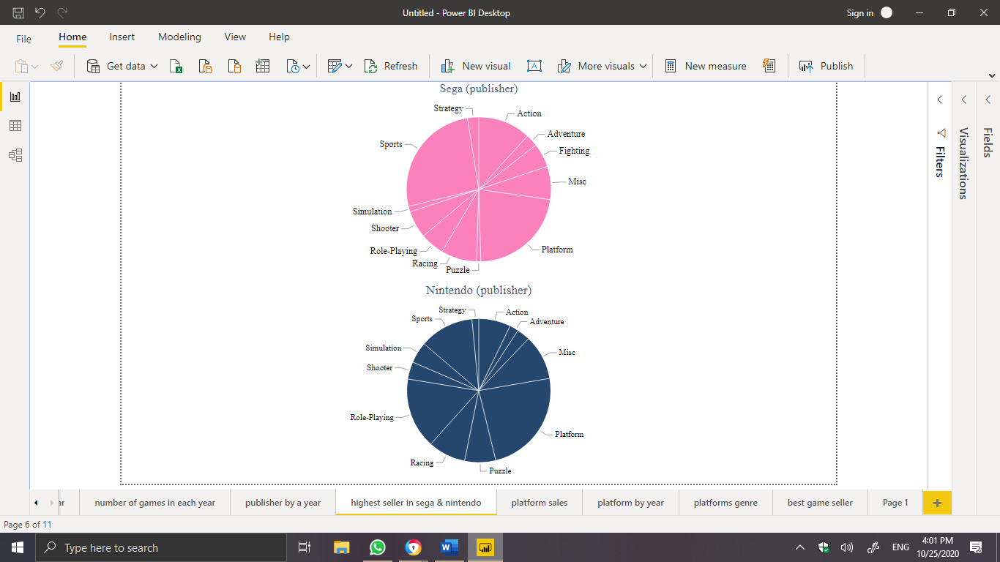 Untitled - Power BI Desktop
Sign in
File
Home
Insert
Modeling
View
Help
Get data
Refresh
New visual
A
More visuals
New measure
Publish
Sega (publisher)
Strategy
Action
Adventure
Sports
Fighting
Misc
Simulation
Shooter
Role-Playing
Platform
Racing
Puzzle
Nintendo (publisher)
Strategy
Action
Sports
Adventure
Simulation
Misc
Shooter
Role-Playing
Platform
Racing
Puzzle
Filters
Visualizations
Fields
ar
number of games in each year
publisher by a year
highest seller in sega & nintendo
platform sales
platform by year
platforms genre
best game seller
Page 1
Page 6 of 11
Type here to search
ENG
4:01 PM
10/25/2020